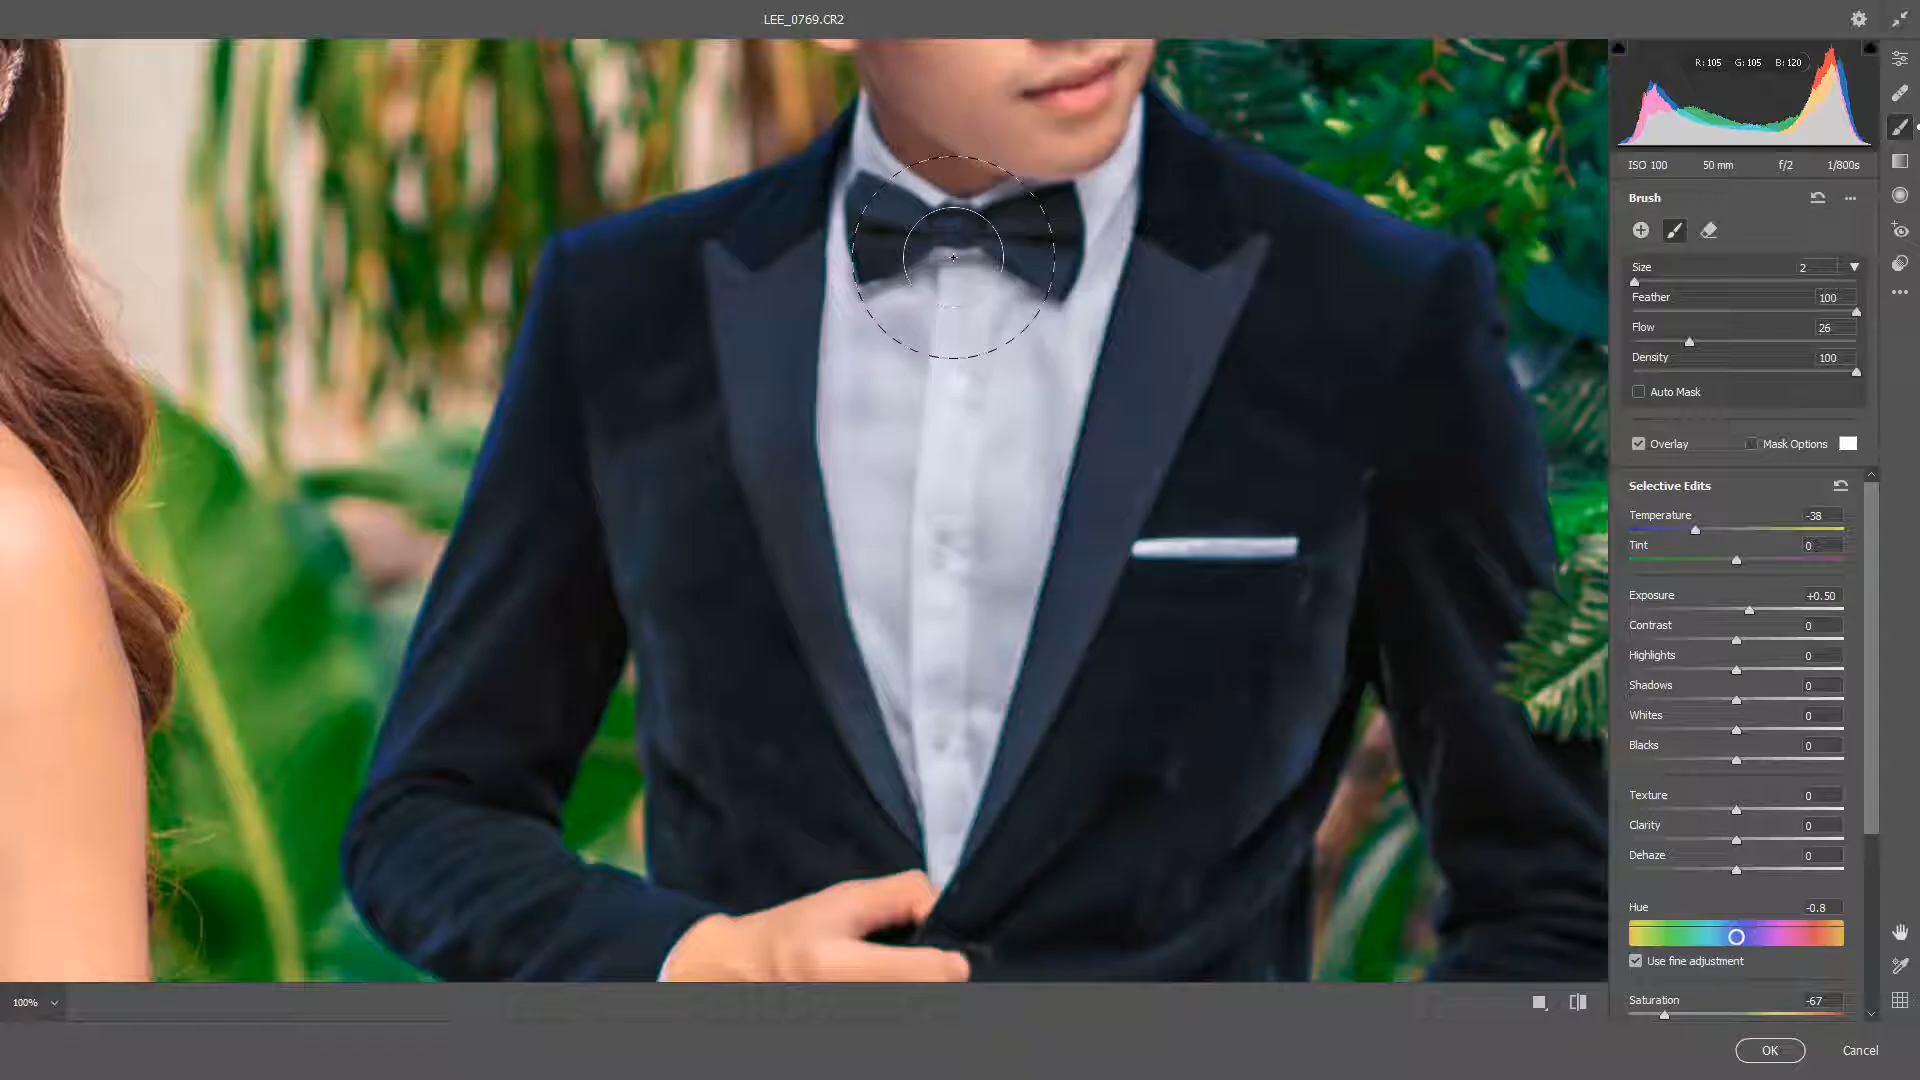 LEE_0769.CR2
R: 105 G: 105 B: 120
ISO 100 50 mm f/2 1/800s
Brush
Size 2
Feather 100
Flow 26
Density 100
Auto Mask
Overlay Mask Options
Selective Edits
Temperature -38
Tint 0
Exposure +0.50
Contrast 0
Highlights 0
Shadows 0
Whites 0
Blacks 0
Texture 0
Clarity 0
Dehaze 0
Hue -0.8
Use fine adjustment
Saturation -67
100%
OK Cancel